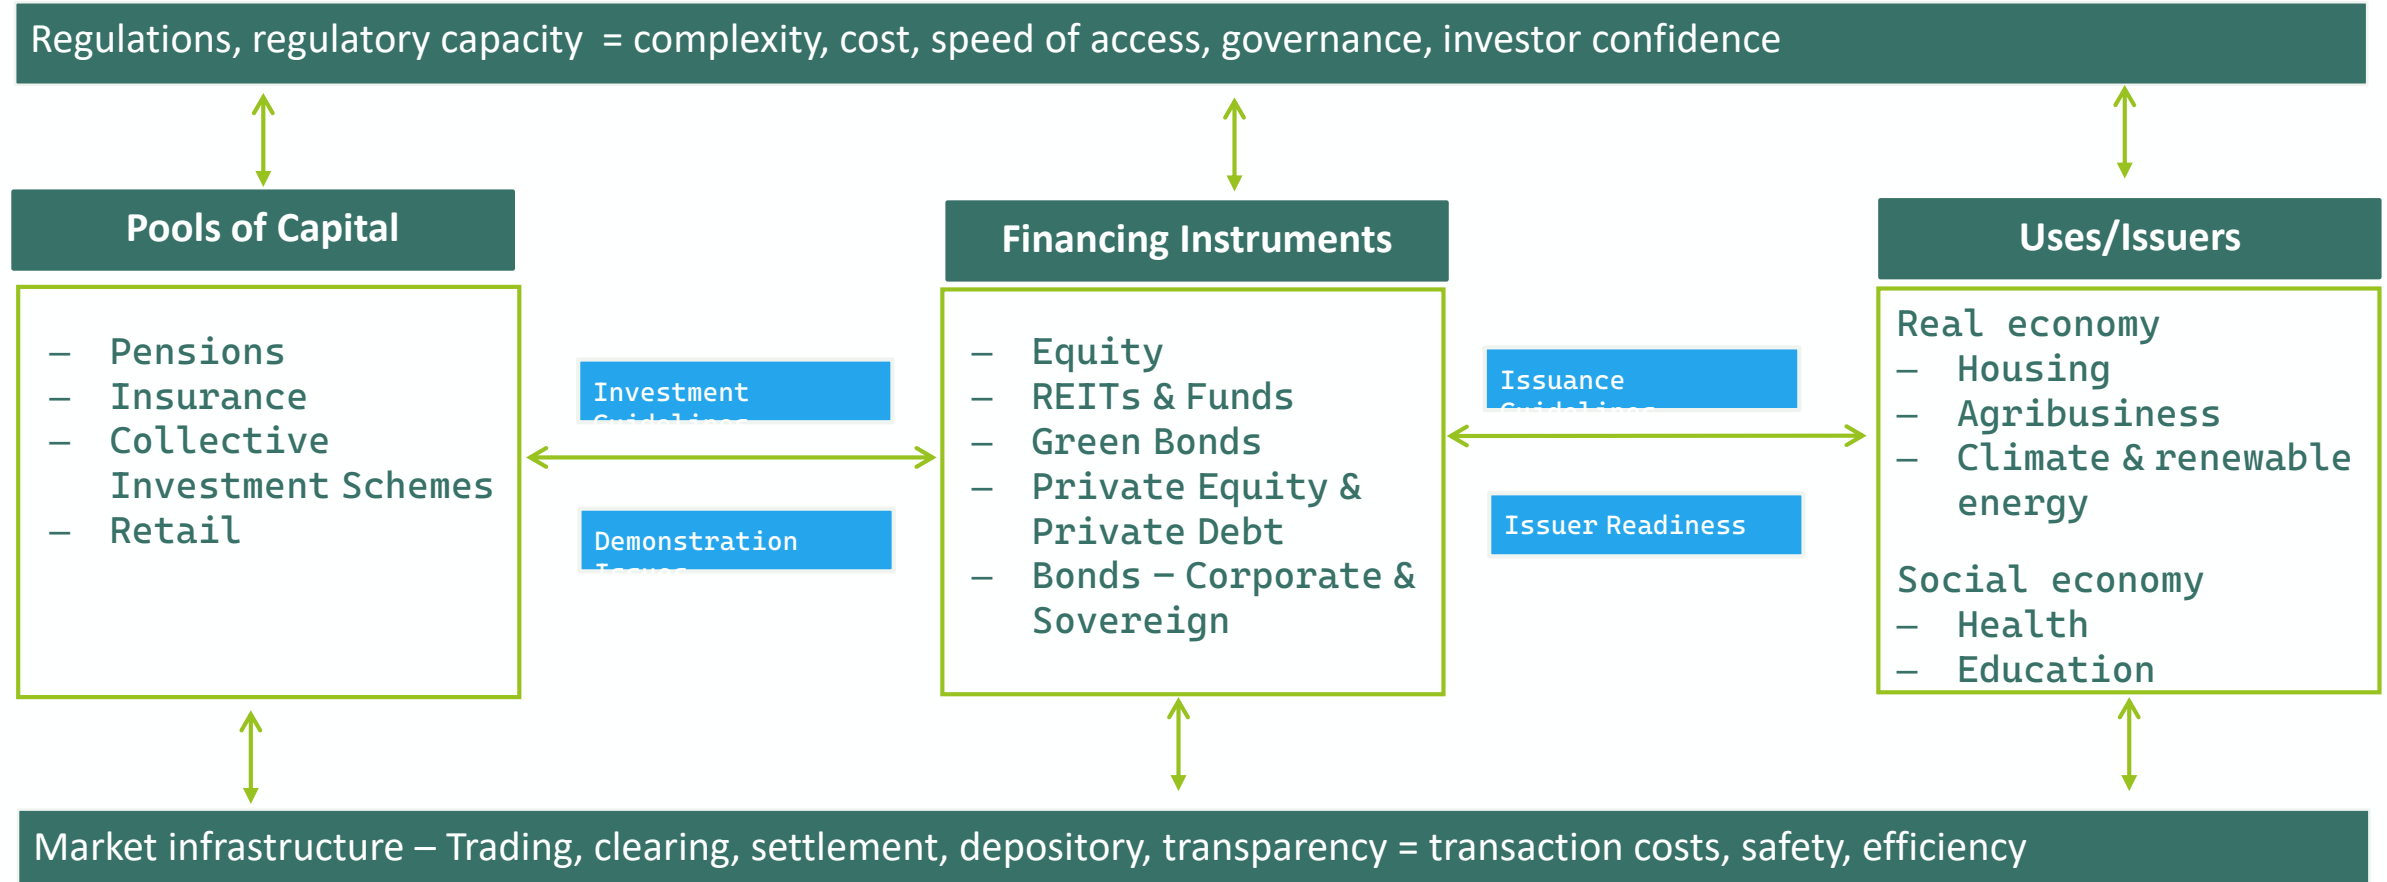 Regulations, regulatory capacity = complexity, cost, speed of access, governance, investor confidence
Pools of Capital
– Pensions
– Insurance
– Collective
Investment Schemes
– Retail
Investment
Demonstration
Financing Instruments
– Equity
– REITs & Funds
– Green Bonds
– Private Equity &
Private Debt
– Bonds – Corporate &
Sovereign
Issuance
Issuer Readiness
Uses/Issuers
Real economy
– Housing
– Agribusiness
– Climate & renewable
energy
Social economy
– Health
– Education
Market infrastructure – Trading, clearing, settlement, depository, transparency = transaction costs, safety, efficiency